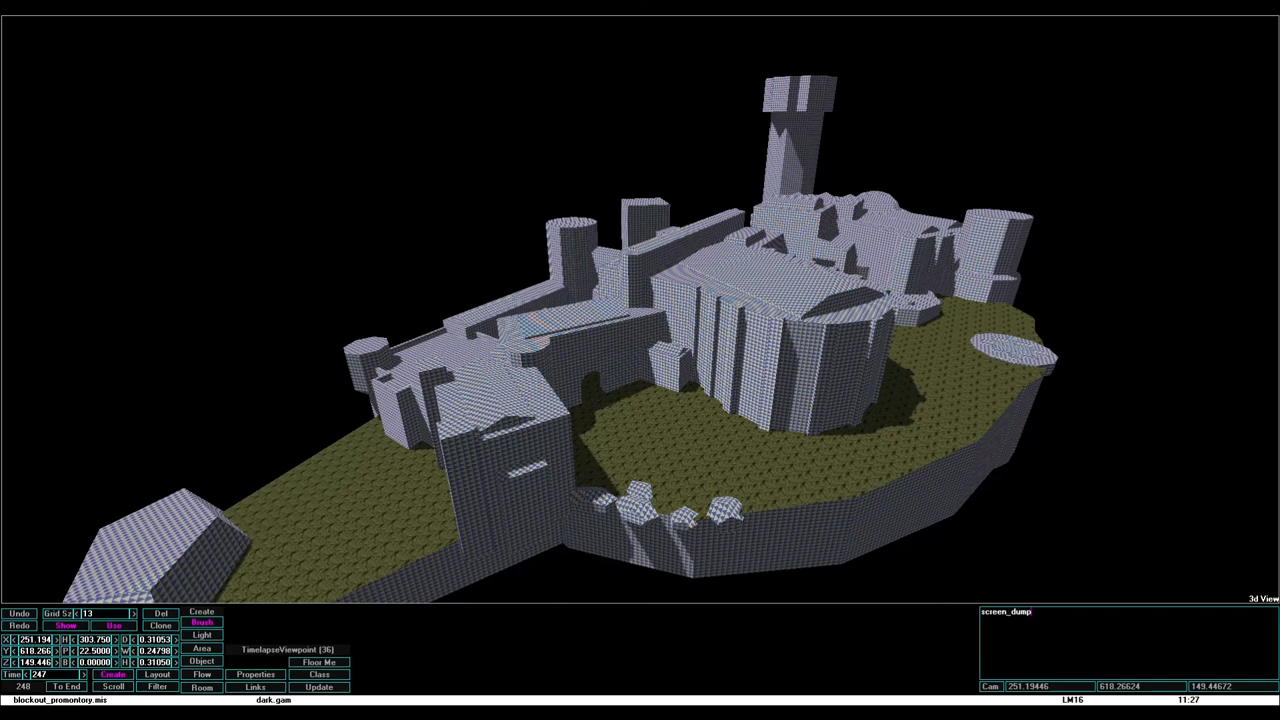 3d View
Undo Grid Sz < 13 > Del Create
Redo Show Use Clone Brush
X < 251.194 > H < 303.750 > D < 0.31053 > Light
Y < 618.266 > P < 22.5000 > W < 0.24798 > Area TimelapseViewpoint (36)
Z < 149.446 > B < 0.00000 > H < 0.31050 > Object Floor Me
Time < 247 > Create Layout Flow Properties Class
248 To End Scroll Filter Room Links Update
screen_dump
Cam 251.19446 618.26624 149.44672
blockout_promontory.mis dark.gam LM16 11:27